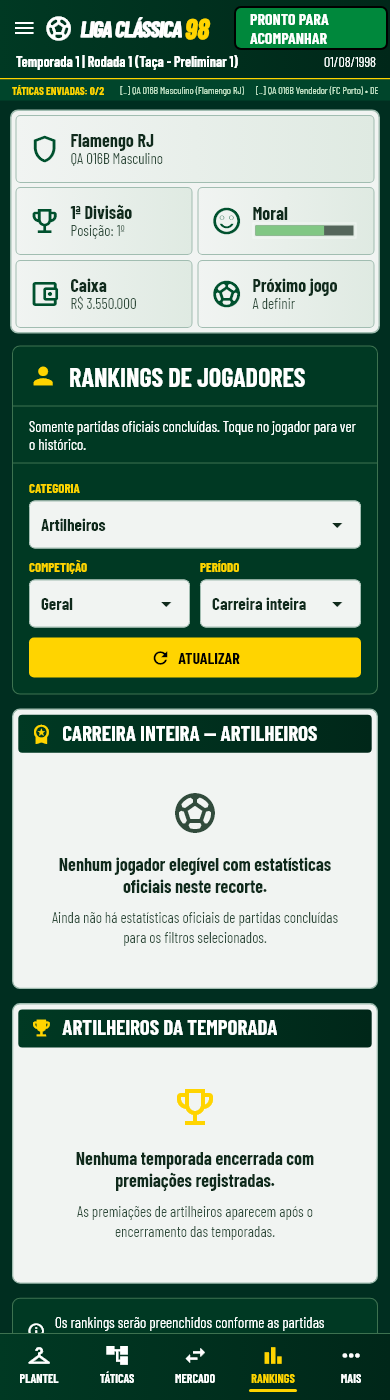 LIGA CLÁSSICA 98
PRONTO PARA
ACOMPANHAR
Temporada 1 | Rodada 1 (Taça - Preliminar 1)
01/08/1998
TÁTICAS ENVIADAS: 0/2
[..] QA 016B Masculino (Flamengo RJ)
[..] QA 016B Vendedor (FC Porto) • DE
Flamengo RJ
QA 016B Masculino
1ª Divisão
Posição: 1º
Moral
Caixa
R$ 3.550.000
Próximo jogo
A definir
RANKINGS DE JOGADORES
Somente partidas oficiais concluídas. Toque no jogador para ver
o histórico.
CATEGORIA
Artilheiros
COMPETIÇÃO
PERÍODO
Geral
Carreira inteira
ATUALIZAR
CARREIRA INTEIRA — ARTILHEIROS
Nenhum jogador elegível com estatísticas
oficiais neste recorte.
Ainda não há estatísticas oficiais de partidas concluídas
para os filtros selecionados.
ARTILHEIROS DA TEMPORADA
Nenhuma temporada encerrada com
premiações registradas.
As premiações de artilheiros aparecem após o
encerramento das temporadas.
Os rankings serão preenchidos conforme as partidas
PLANTEL
TÁTICAS
MERCADO
RANKINGS
MAIS